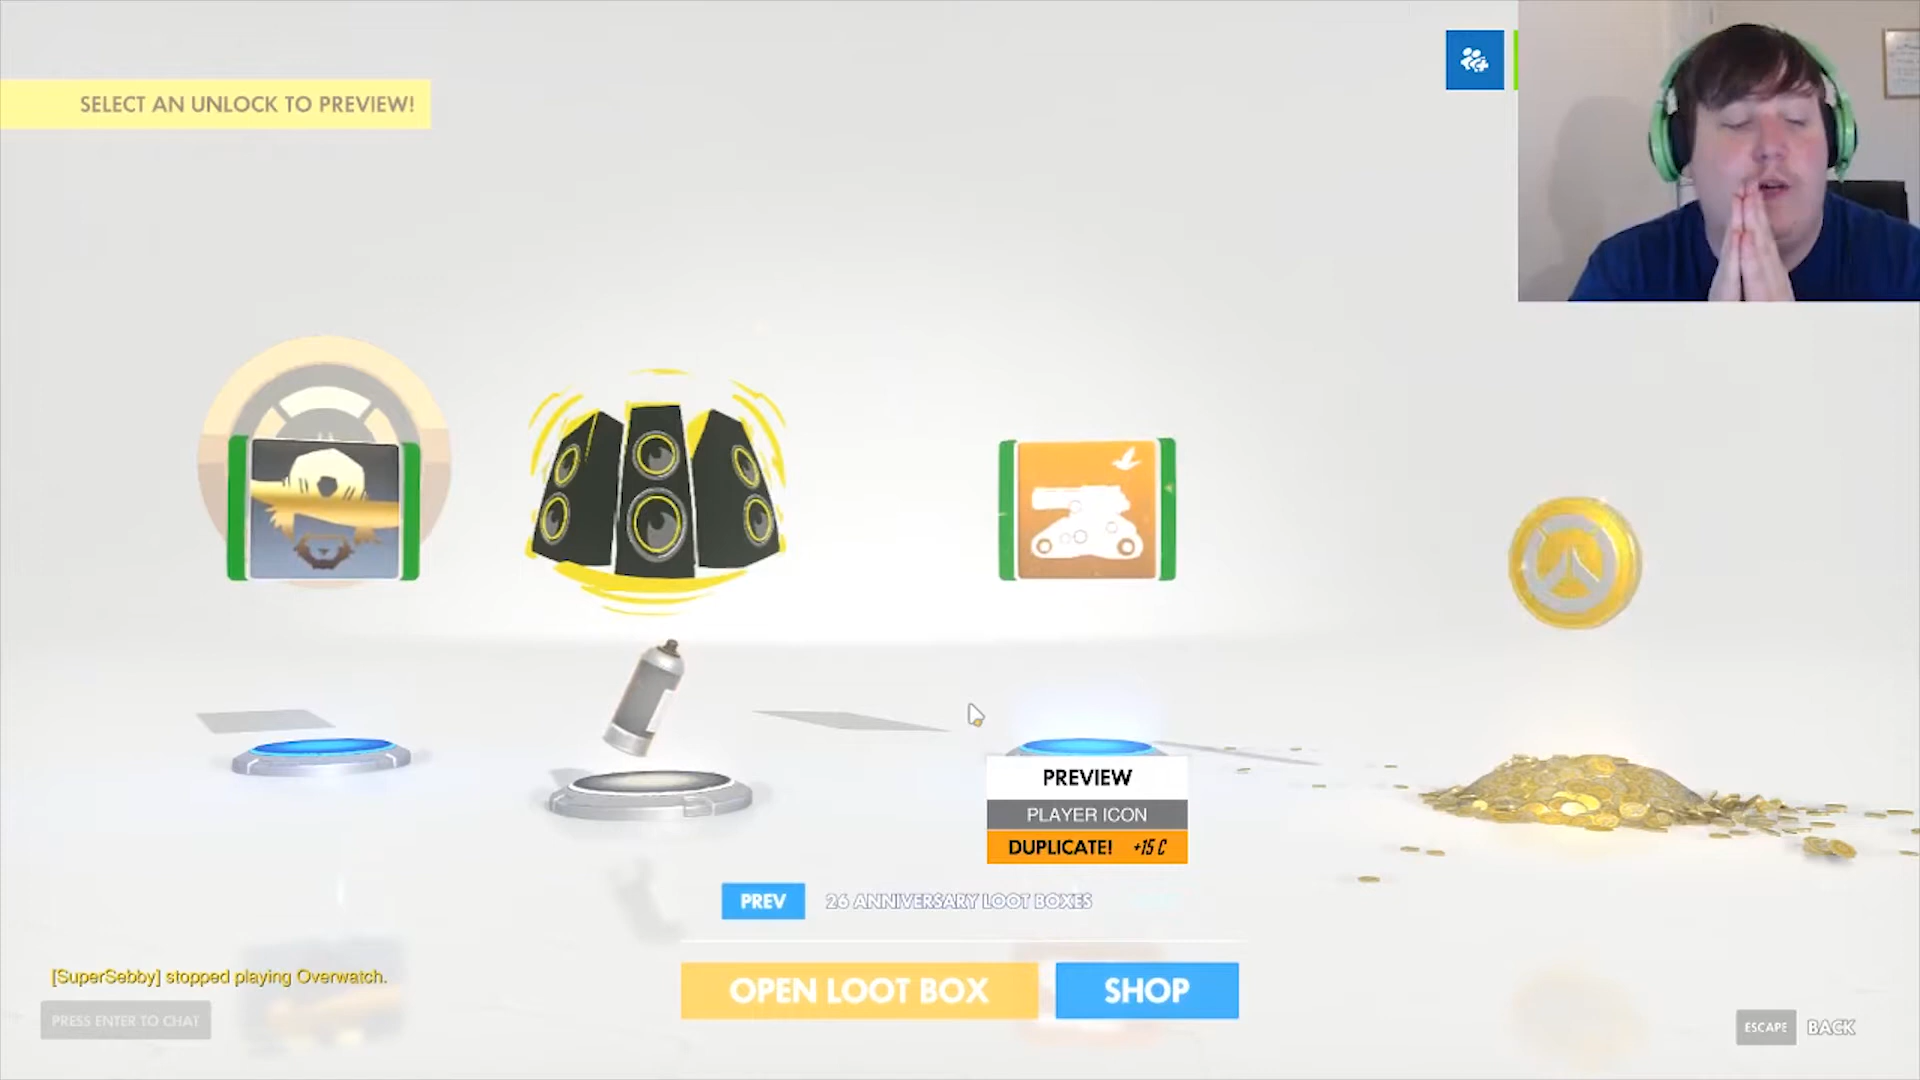 SELECT AN UNLOCK TO PREVIEW!
PREVIEW
PLAYER ICON
DUPLICATE! +15 C
PREV 26 ANNIVERSARY LOOT BOXES
[SuperSebby] stopped playing Overwatch.
OPEN LOOT BOX SHOP
PRESS ENTER TO CHAT
ESCAPE BACK